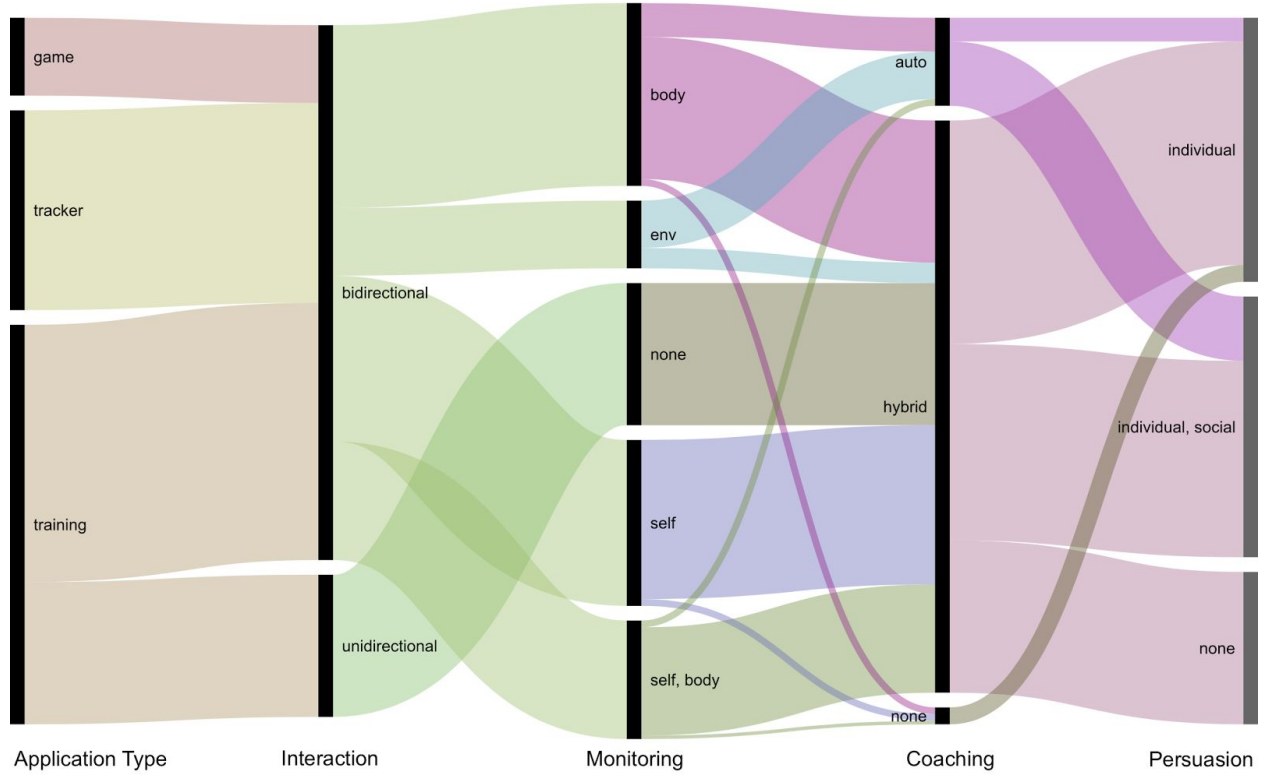 game
tracker
training
bidirectional
unidirectional
body
env
none
self
self, body
auto
hybrid
none
individual
individual, social
none
Application Type
Interaction
Monitoring
Coaching
Persuasion